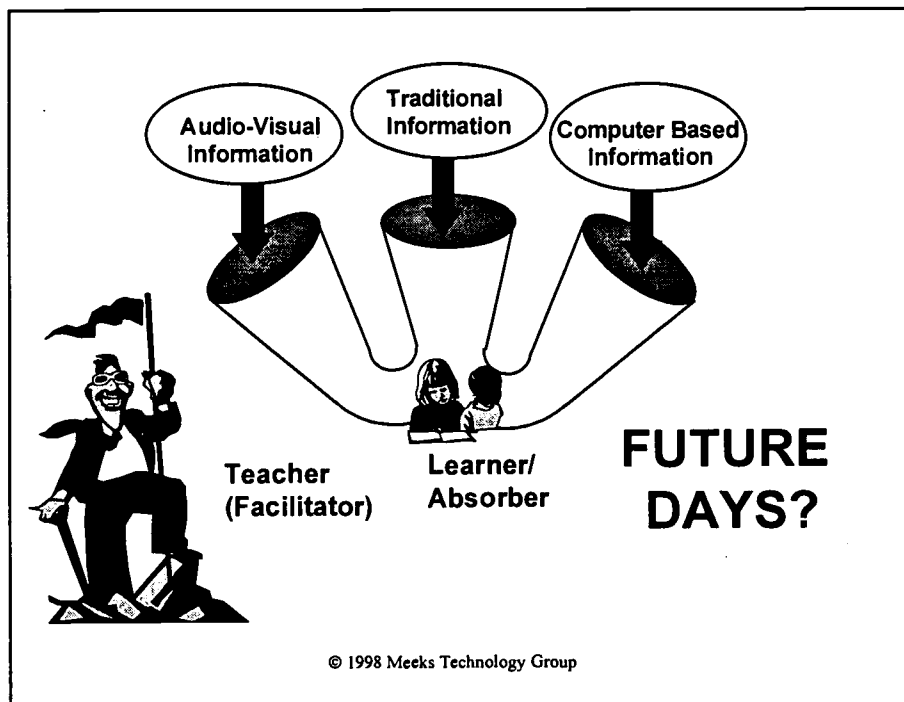 Audio-Visual
Information
Traditional
Information
Computer Based
Information
Teacher
(Facilitator)
Learner/
Absorber
FUTURE
DAYS?
© 1998 Meeks Technology Group